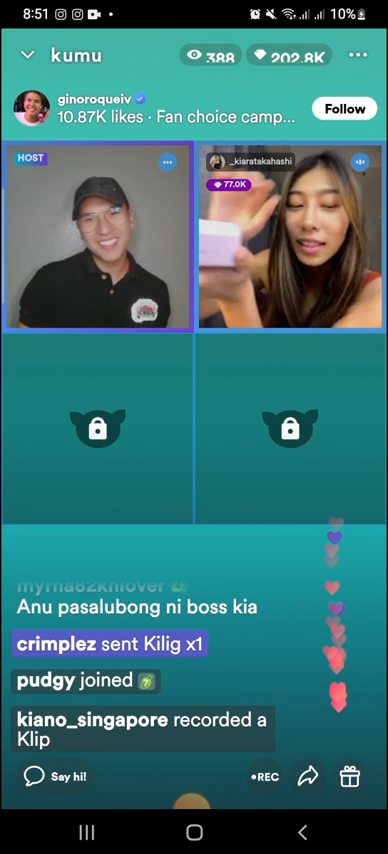 8:51
10%
kumu
388
202.8K
ginoroqueiv
10.87K likes · Fan choice camp...
Follow
HOST
_kiaratakahashi
77.0K
myrna82khlover
Anu pasalubong ni boss kia
crimplez sent Kilig x1
pudgy joined
kiano_singapore recorded a
Klip
Say hi!
•REC